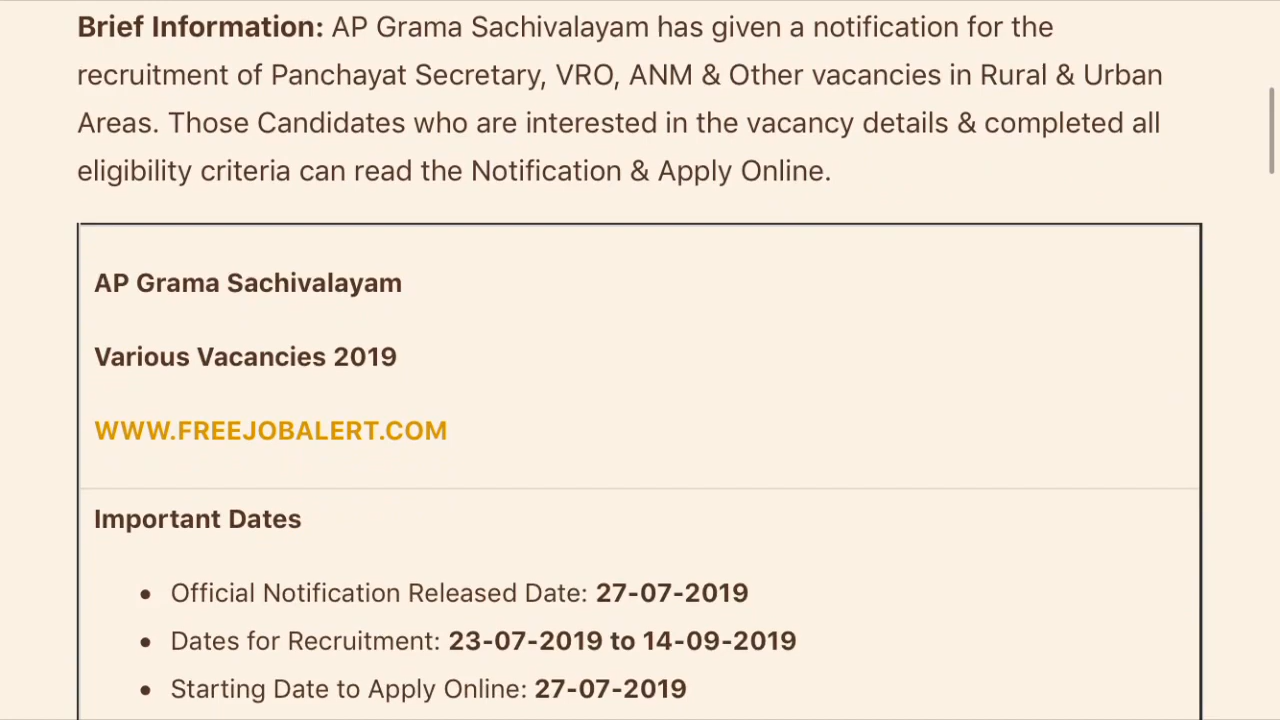 Brief Information: AP Grama Sachivalayam has given a notification for the
recruitment of Panchayat Secretary, VRO, ANM & Other vacancies in Rural & Urban
Areas. Those Candidates who are interested in the vacancy details & completed all
eligibility criteria can read the Notification & Apply Online.
AP Grama Sachivalayam
Various Vacancies 2019
WWW.FREEJOBALERT.COM
Important Dates
• Official Notification Released Date: 27-07-2019
• Dates for Recruitment: 23-07-2019 to 14-09-2019
• Starting Date to Apply Online: 27-07-2019